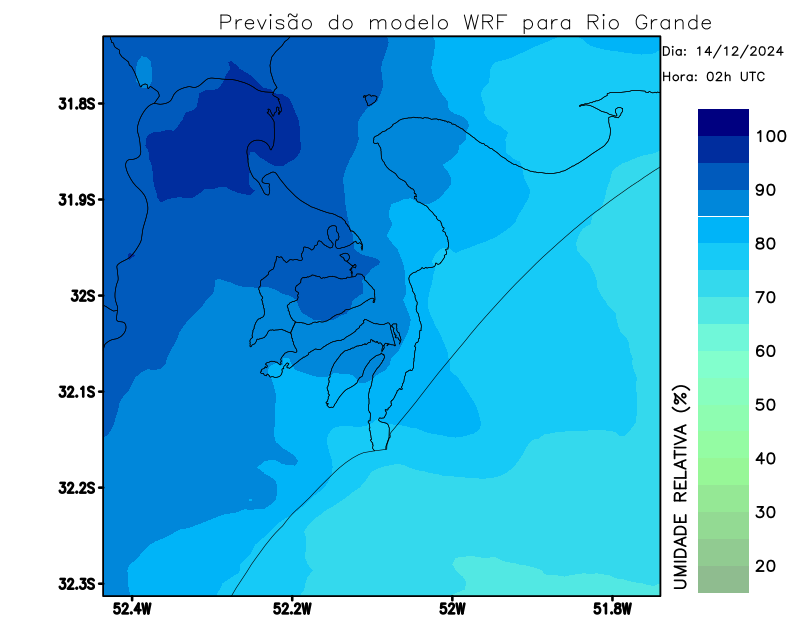 Previsão do modelo WRF para Rio Grande
Dia: 14/12/2024
Hora: 02h UTC
31.8S
31.9S
32S
32.1S
32.2S
32.3S
52.4W
52.2W
52W
51.8W
100
90
80
70
60
50
40
30
20
UMIDADE RELATIVA (%)